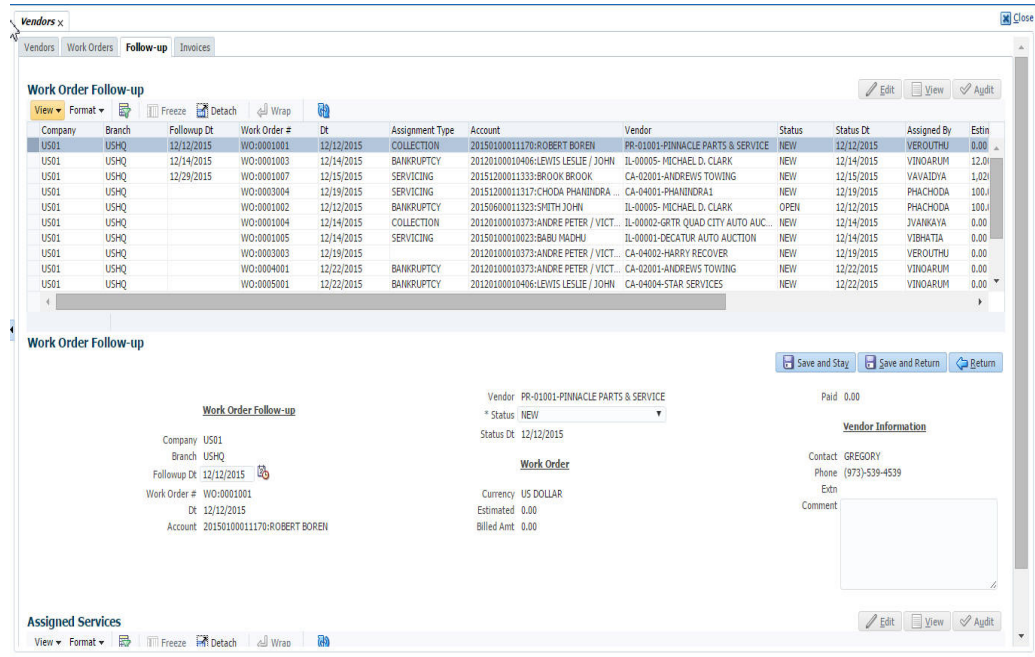 Vendors x
Close
Vendors Work Orders Follow-up Invoices
Work Order Follow-up
Edit View Audit
View Format Freeze Detach Wrap
Company Branch Followup Dt Work Order # Dt Assignment Type Account Vendor Status Status Dt Assigned By Estin
US01 USHQ 12/12/2015 WO:0001001 12/12/2015 COLLECTION 20150100011170:ROBERT BOREN PR-01001-PINNACLE PARTS & SERVICE NEW 12/12/2015 VEROUTHU 0.00
US01 USHQ 12/14/2015 WO:0001003 12/14/2015 BANKRUPTCY 20120100010406:LEWIS LESLIE / JOHN IL-00005- MICHAEL D. CLARK NEW 12/14/2015 VINOARUM 12.0
US01 USHQ 12/29/2015 WO:0001007 12/15/2015 SERVICING 20151200011333:BROOK BROOK CA-02001-ANDREWS TOWING NEW 12/15/2015 VAVAIDYA 1,02
US01 USHQ WO:0003004 12/19/2015 SERVICING 20151200011317:CHODA PHANINDRA ... CA-04001-PHANINDRA1 NEW 12/19/2015 PHACHODA 100.
US01 USHQ WO:0001002 12/12/2015 BANKRUPTCY 20150600011323:SMITH JOHN IL-00005- MICHAEL D. CLARK OPEN 12/12/2015 PHACHODA 100.
US01 USHQ WO:0001004 12/14/2015 COLLECTION 20120100010373:ANDRE PETER / VICT... IL-00002-GRTR QUAD CITY AUTO AUC... NEW 12/14/2015 JVANKAYA 0.00
US01 USHQ WO:0001005 12/14/2015 SERVICING 20150100010023:BABU MADHU IL-00001-DECATUR AUTO AUCTION NEW 12/14/2015 VIBHATIA 0.00
US01 USHQ WO:0003003 12/19/2015 20120100010373:ANDRE PETER / VICT... CA-04002-HARRY RECOVER NEW 12/19/2015 VEROUTHU 0.00
US01 USHQ WO:0004001 12/22/2015 BANKRUPTCY 20120100010373:ANDRE PETER / VICT... CA-02001-ANDREWS TOWING NEW 12/22/2015 VINOARUM 0.00
US01 USHQ WO:0005001 12/22/2015 BANKRUPTCY 20120100010406:LEWIS LESLIE / JOHN CA-04004-STAR SERVICES NEW 12/22/2015 VINOARUM 0.00
Work Order Follow-up
Save and Stay Save and Return Return
Work Order Follow-up
Company US01
Branch USHQ
Followup Dt 12/12/2015
Work Order # WO:0001001
Dt 12/12/2015
Account 20150100011170:ROBERT BOREN
Vendor PR-01001-PINNACLE PARTS & SERVICE
* Status NEW
Status Dt 12/12/2015
Work Order
Currency US DOLLAR
Estimated 0.00
Billed Amt 0.00
Paid 0.00
Vendor Information
Contact GREGORY
Phone (973)-539-4539
Extn
Comment
Assigned Services
Edit View Audit
View Format Freeze Detach Wrap